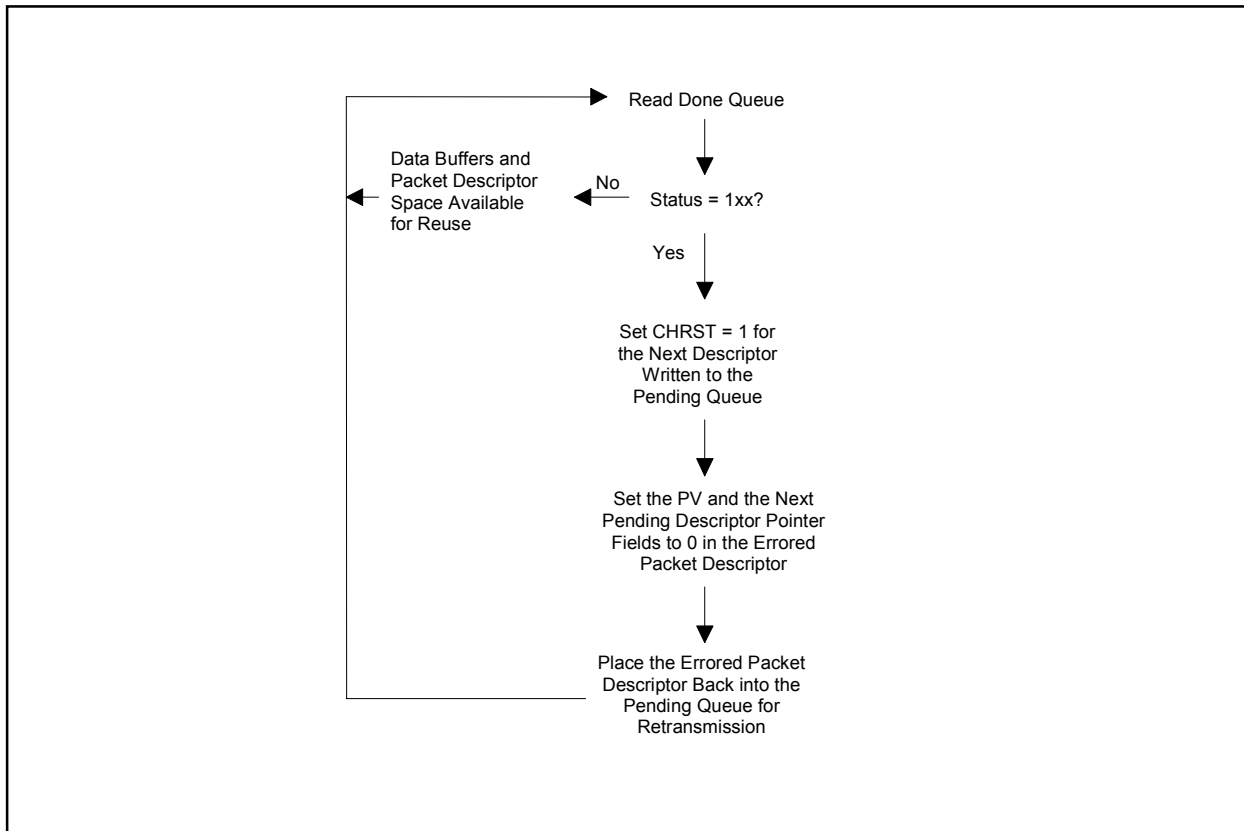 Read Done Queue
Data Buffers and
Packet Descriptor
Space Available
for Reuse
No
Status = 1xx?
Yes
Set CHRST = 1 for
the Next Descriptor
Written to the
Pending Queue
Set the PV and the Next
Pending Descriptor Pointer
Fields to 0 in the Errored
Packet Descriptor
Place the Errored Packet
Descriptor Back into the
Pending Queue for
Retransmission